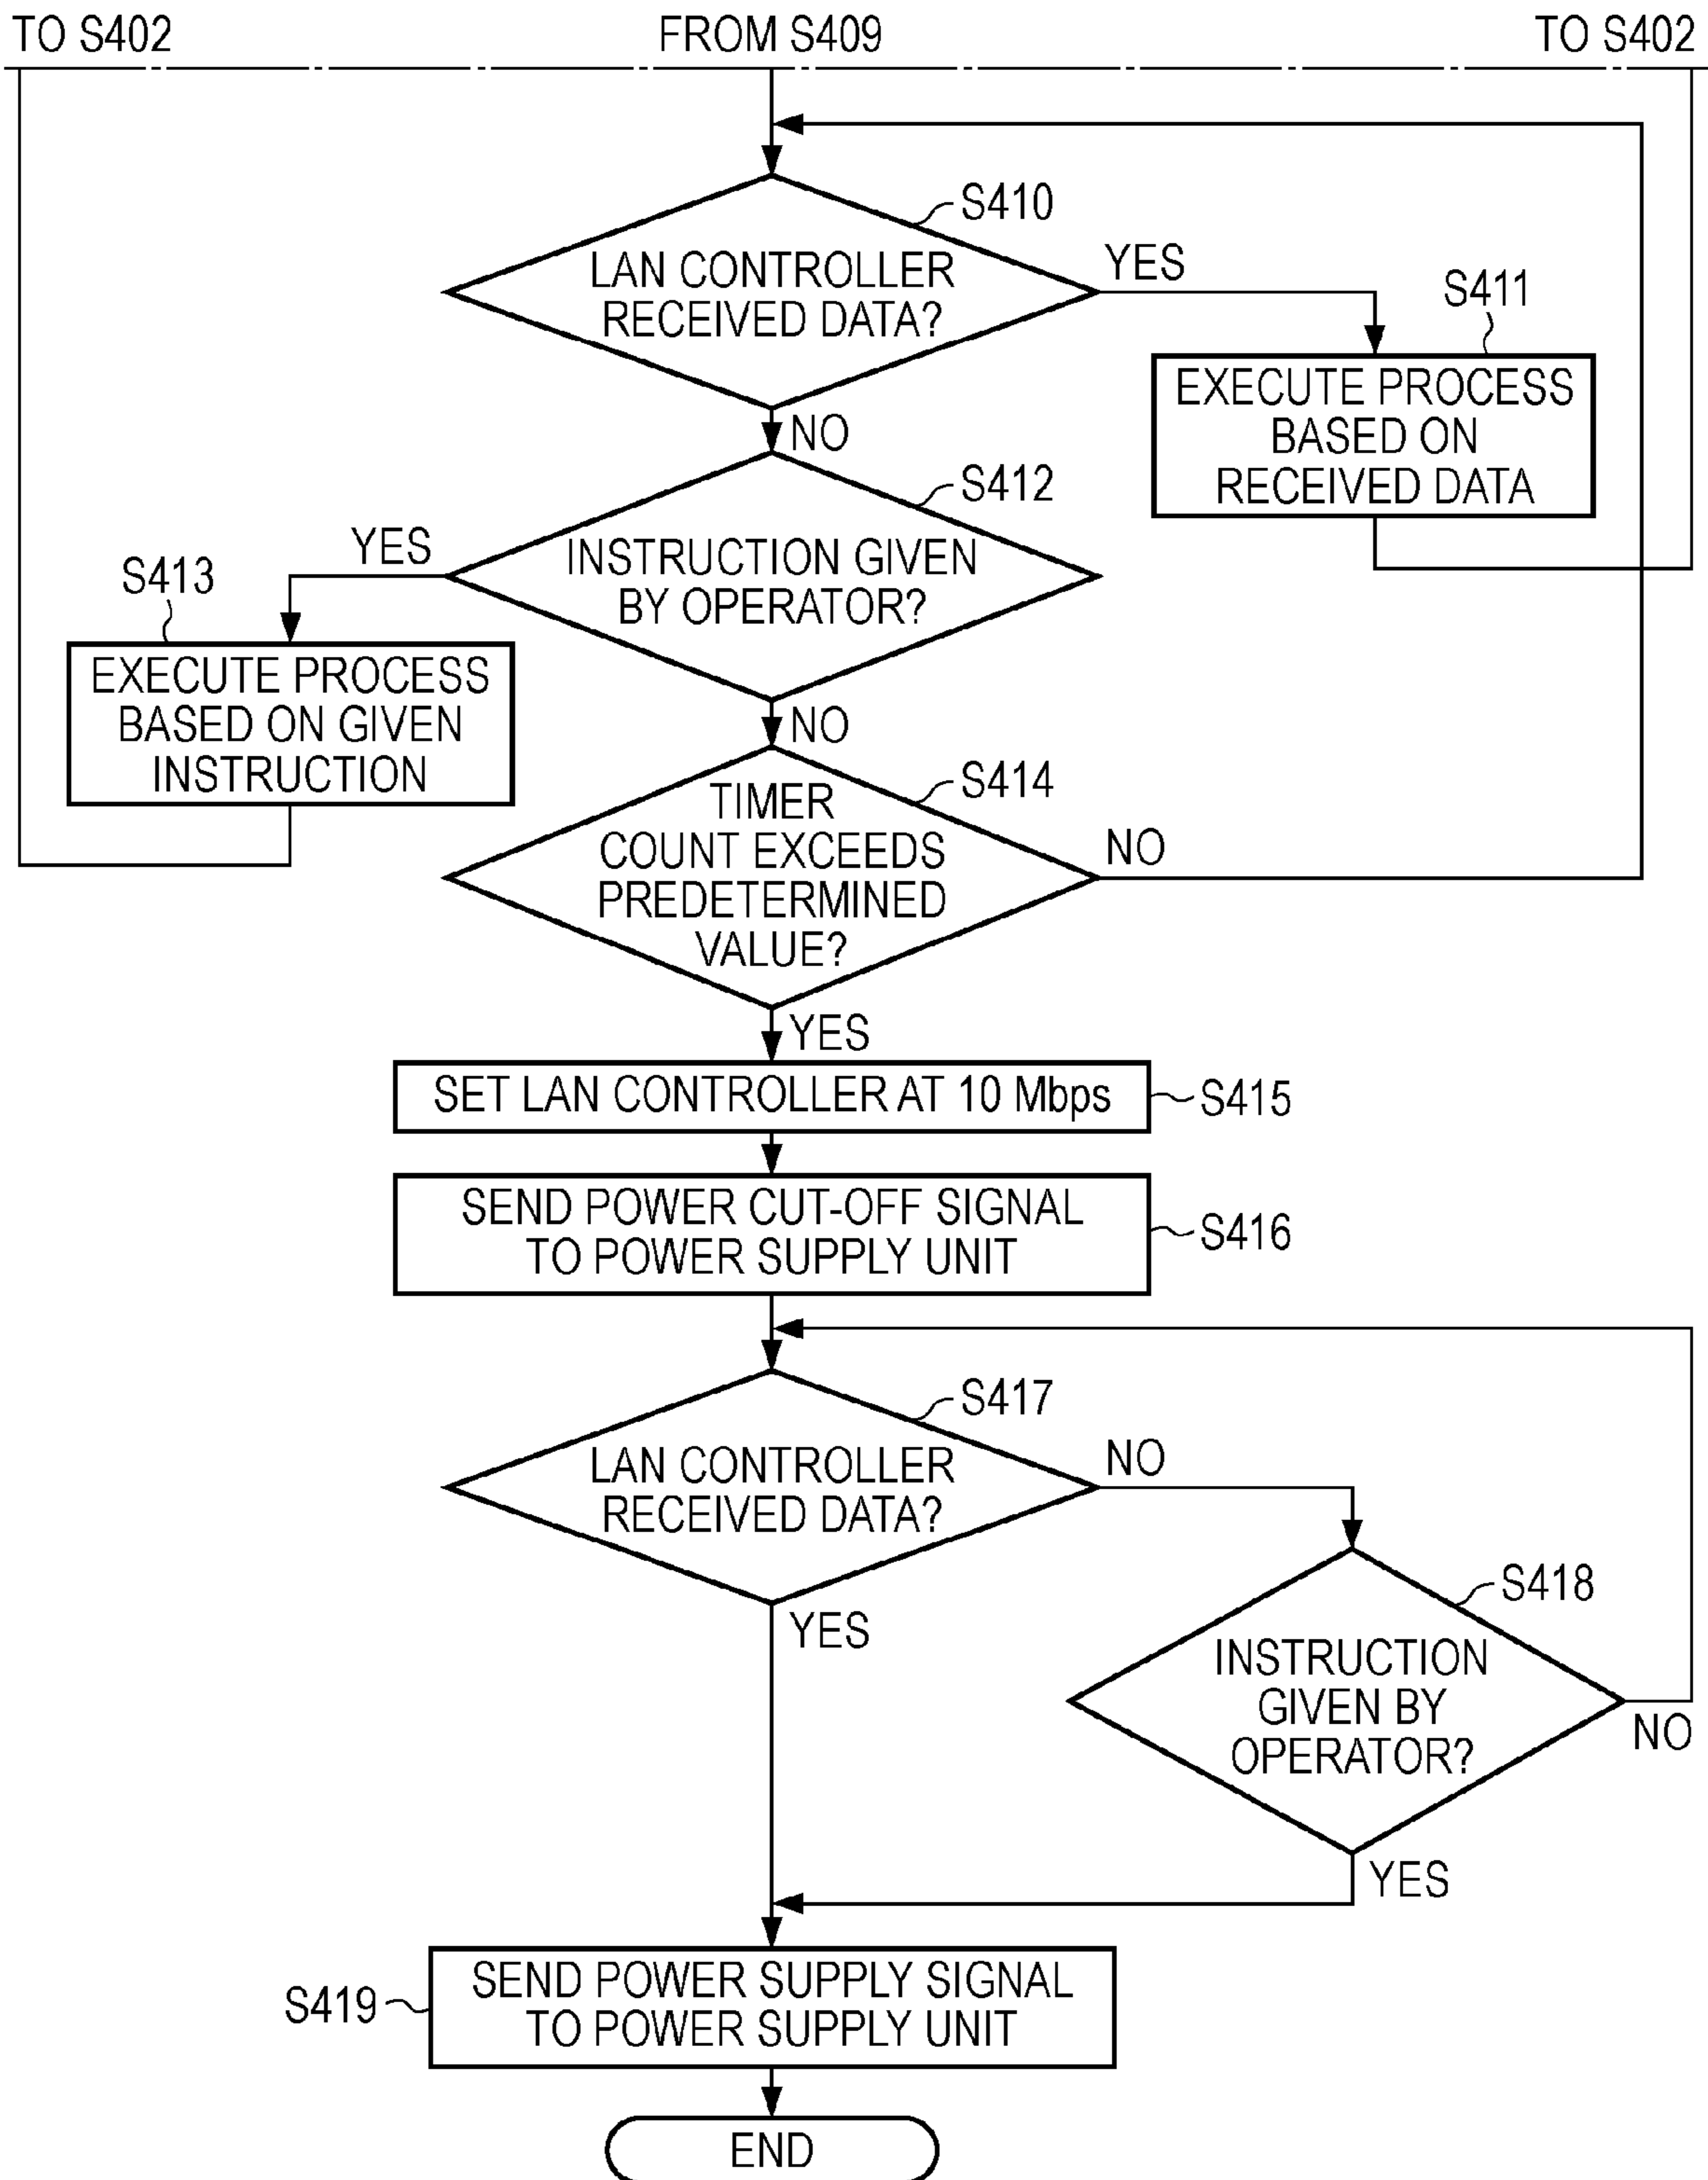 TO S402
FROM S409
TO S402
S410
LAN CONTROLLER
RECEIVED DATA?
YES
S411
EXECUTE PROCESS
BASED ON
RECEIVED DATA
NO
S412
INSTRUCTION GIVEN
BY OPERATOR?
YES
S413
EXECUTE PROCESS
BASED ON GIVEN
INSTRUCTION
NO
S414
TIMER
COUNT EXCEEDS
PREDETERMINED
VALUE?
NO
YES
SET LAN CONTROLLER AT 10 Mbps
S415
SEND POWER CUT-OFF SIGNAL
TO POWER SUPPLY UNIT
S416
S417
LAN CONTROLLER
RECEIVED DATA?
NO
YES
S418
INSTRUCTION
GIVEN BY
OPERATOR?
NO
YES
SEND POWER SUPPLY SIGNAL
TO POWER SUPPLY UNIT
S419
END